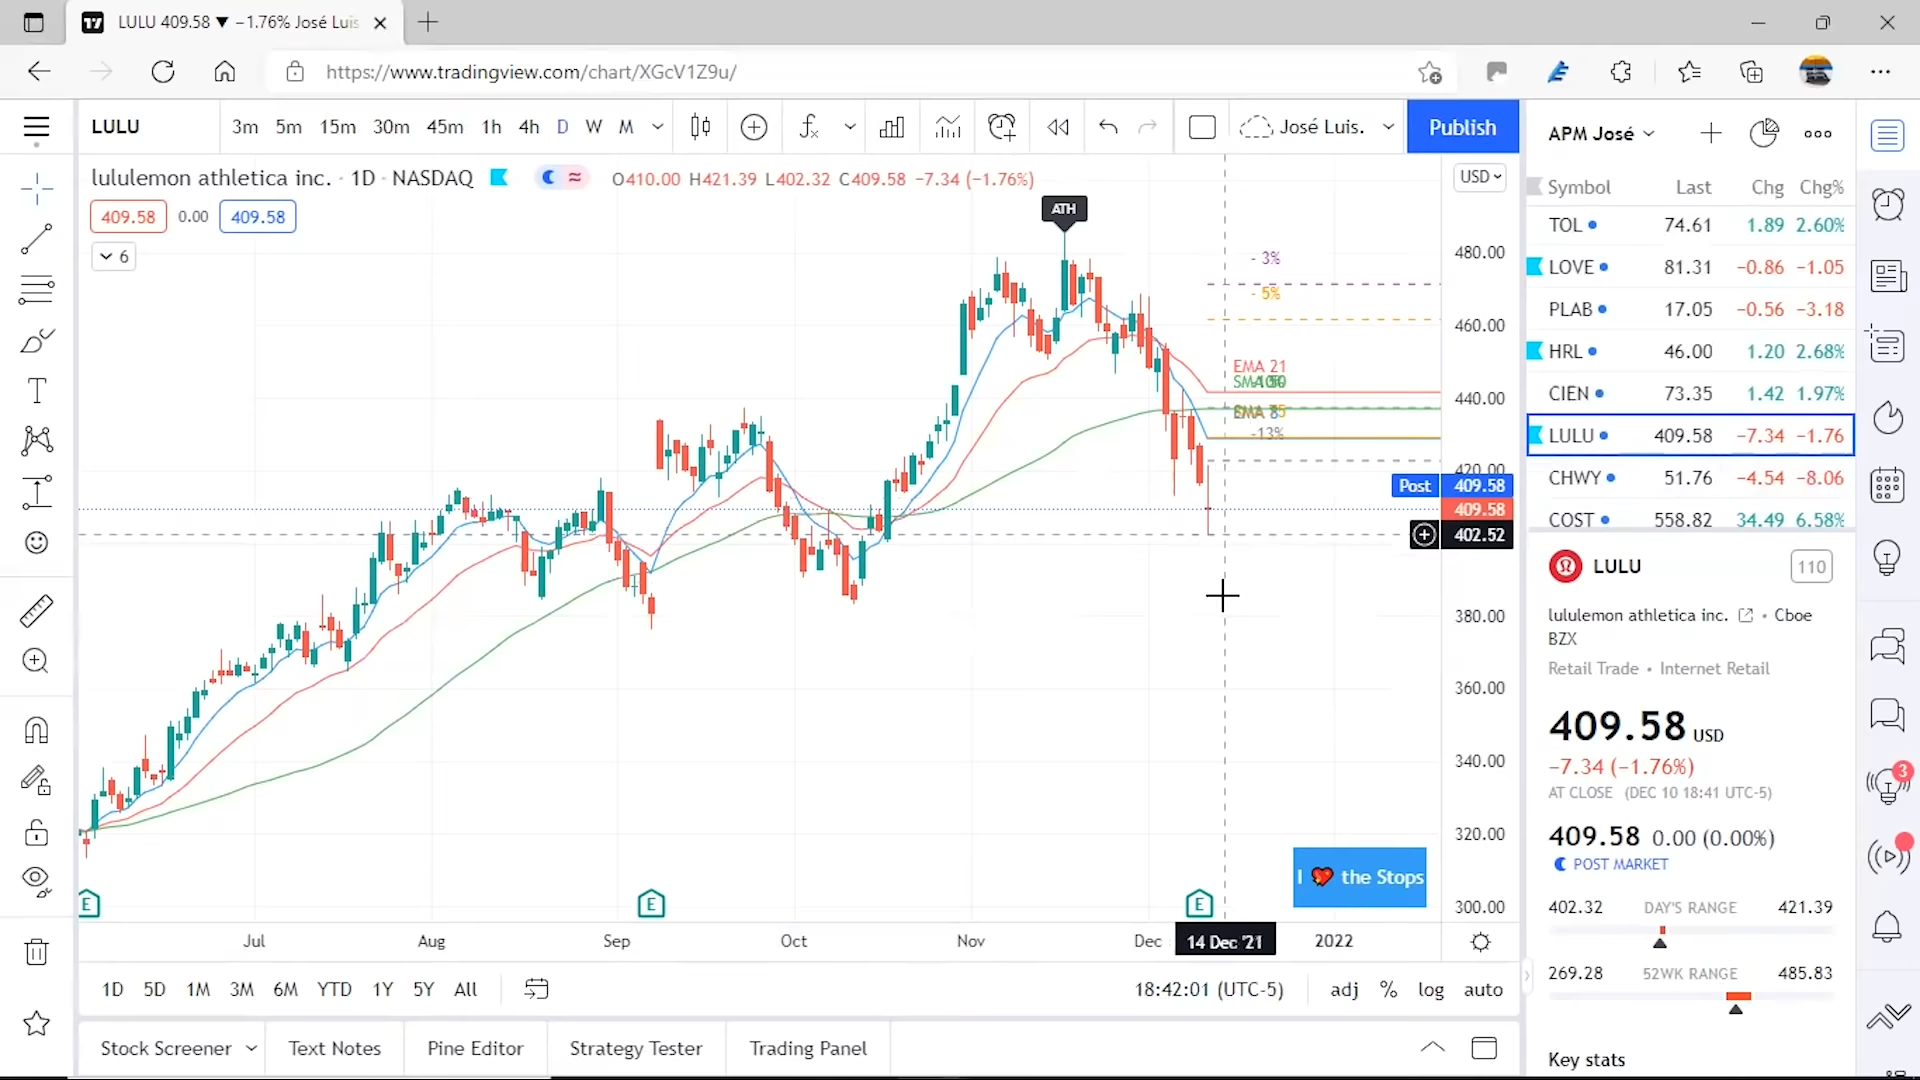 LULU 409.58 ▼ −1.76% José Luis
https://www.tradingview.com/chart/XGcV1Z9u/
LULU 3m 5m 15m 30m 45m 1h 4h D W M José Luis. Publish
lululemon athletica inc. · 1D · NASDAQ O410.00 H421.39 L402.32 C409.58 −7.34 (−1.76%)
409.58 0.00 409.58
6
ATH
- 3%
- 5%
EMA 21
-13%
USD
480.00
460.00
440.00
420.00
Post 409.58
409.58
402.52
380.00
360.00
340.00
320.00
300.00
I ❤ the Stops
E E E
Jul Aug Sep Oct Nov Dec 14 Dec '21 2022
1D 5D 1M 3M 6M YTD 1Y 5Y All 18:42:01 (UTC-5) adj % log auto
Stock Screener Text Notes Pine Editor Strategy Tester Trading Panel
APM José
Symbol Last Chg Chg%
TOL 74.61 1.89 2.60%
LOVE 81.31 −0.86 −1.05
PLAB 17.05 −0.56 −3.18
HRL 46.00 1.20 2.68%
CIEN 73.35 1.42 1.97%
LULU 409.58 −7.34 −1.76
CHWY 51.76 −4.54 −8.06
COST 558.82 34.49 6.58%
LULU 110
lululemon athletica inc. • Cboe
BZX
Retail Trade • Internet Retail
409.58 USD
−7.34 (−1.76%)
AT CLOSE (DEC 10 18:41 UTC-5)
409.58 0.00 (0.00%)
POST MARKET
402.32 DAY'S RANGE 421.39
269.28 52WK RANGE 485.83
Key stats
3